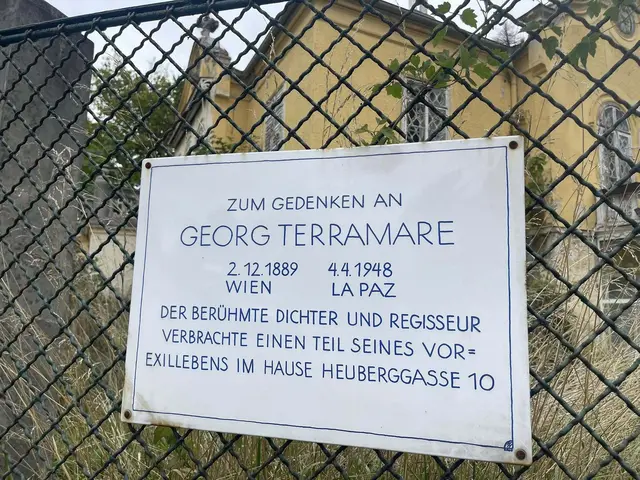 ZUM GEDENKEN AN
GEORG TERRAMARE
2.12.1889 4.4.1948
WIEN LA PAZ
DER BERÜHMTE DICHTER UND REGISSEUR
VERBRACHTE EINEN TEIL SEINES VOR=
EXILLEBENS IM HAUSE HEUBERGGASSE 10